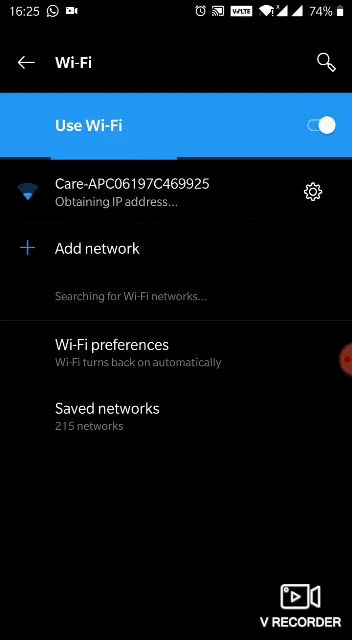 16:25 VoLTE 74%
Wi-Fi
Use Wi-Fi
Care-APC06197C469925
Obtaining IP address...
Add network
Searching for Wi-Fi networks...
Wi-Fi preferences
Wi-Fi turns back on automatically
Saved networks
215 networks
V RECORDER